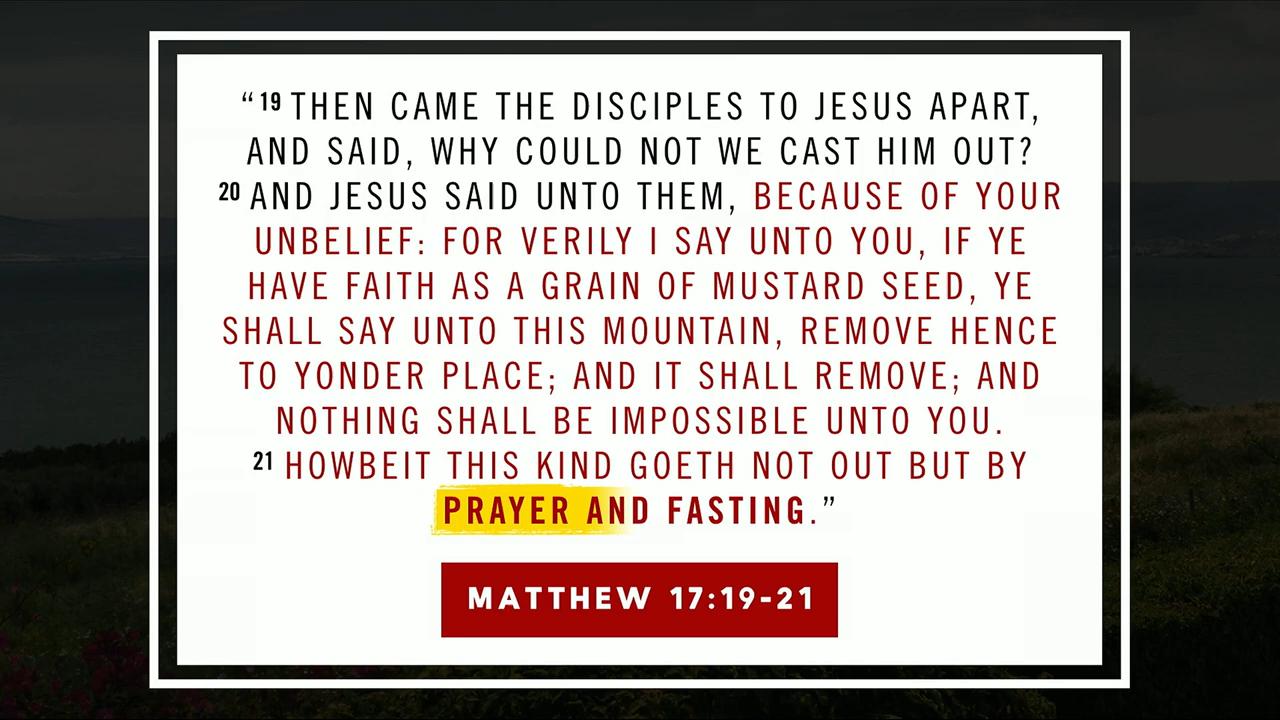 “19 THEN CAME THE DISCIPLES TO JESUS APART,
AND SAID, WHY COULD NOT WE CAST HIM OUT?
20 AND JESUS SAID UNTO THEM, BECAUSE OF YOUR
UNBELIEF: FOR VERILY I SAY UNTO YOU, IF YE
HAVE FAITH AS A GRAIN OF MUSTARD SEED, YE
SHALL SAY UNTO THIS MOUNTAIN, REMOVE HENCE
TO YONDER PLACE; AND IT SHALL REMOVE; AND
NOTHING SHALL BE IMPOSSIBLE UNTO YOU.
21 HOWBEIT THIS KIND GOETH NOT OUT BUT BY
PRAYER AND FASTING.”
MATTHEW 17:19-21